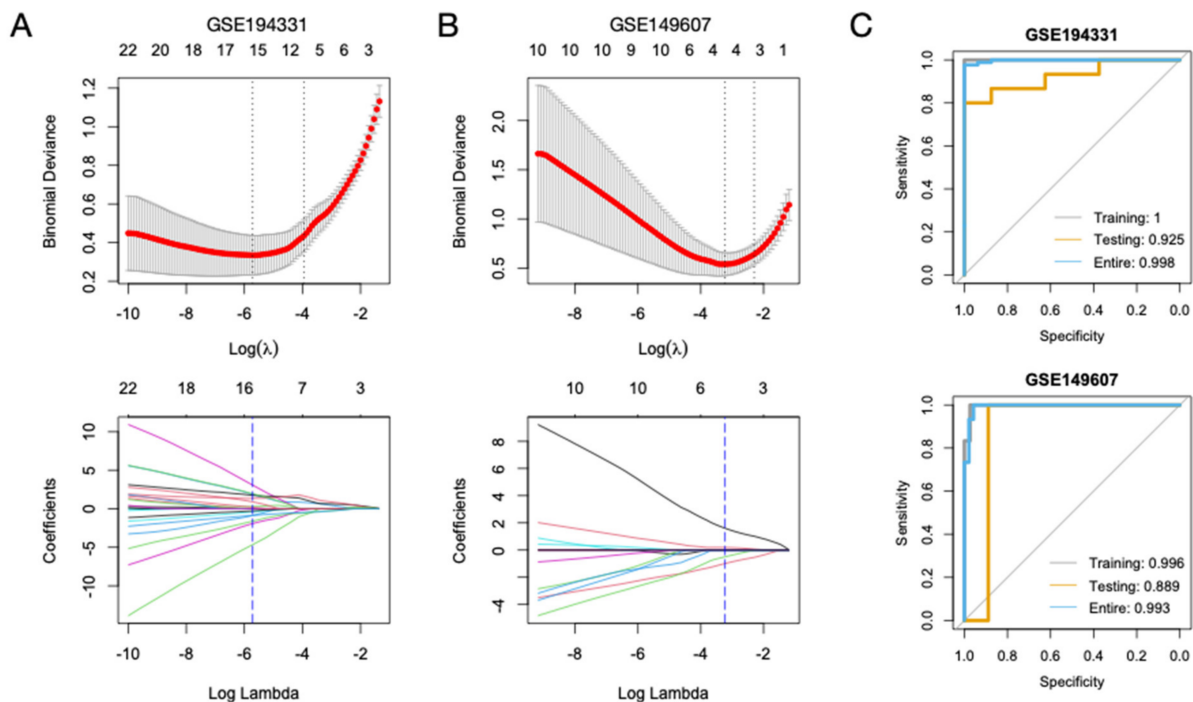 A
GSE194331
22 20 18 17 15 12 5 6 3
Binomial Deviance
1.2
1.0
0.8
0.6
0.4
0.2
-10 -8 -6 -4 -2
Log(λ)
22 18 16 7 3
Coefficients
10
5
0
-5
-10
-10 -8 -6 -4 -2
Log Lambda
B
GSE149607
10 10 10 9 10 6 4 4 3 1
Binomial Deviance
2.0
1.5
1.0
0.5
-8 -6 -4 -2
Log(λ)
10 10 6 3
Coefficients
8
6
4
2
0
-4
-8 -6 -4 -2
Log Lambda
C
GSE194331
Sensitivity
1.0
0.8
0.6
0.4
0.2
0.0
Training: 1
Testing: 0.925
Entire: 0.998
1.0 0.8 0.6 0.4 0.2 0.0
Specificity
GSE149607
Sensitivity
1.0
0.8
0.6
0.4
0.2
0.0
Training: 0.996
Testing: 0.889
Entire: 0.993
1.0 0.8 0.6 0.4 0.2 0.0
Specificity